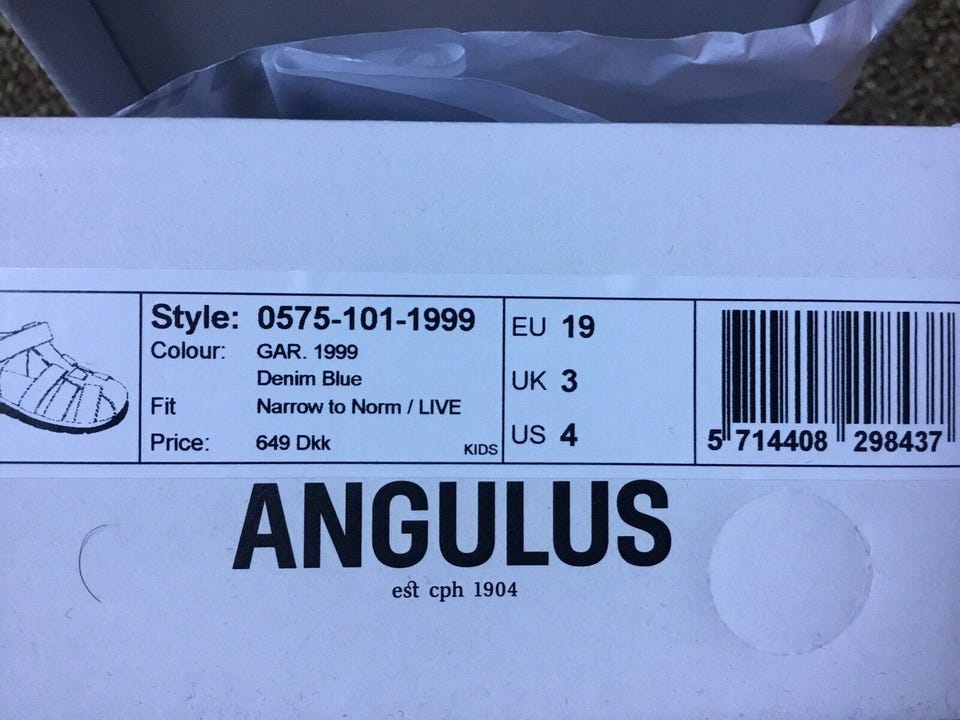 Style: 0575-101-1999
Colour: GAR. 1999
Denim Blue
Fit Narrow to Norm / LIVE
Price: 649 Dkk
KIDS
EU 19
UK 3
US 4
5 714408 298437
ANGULUS
est cph 1904